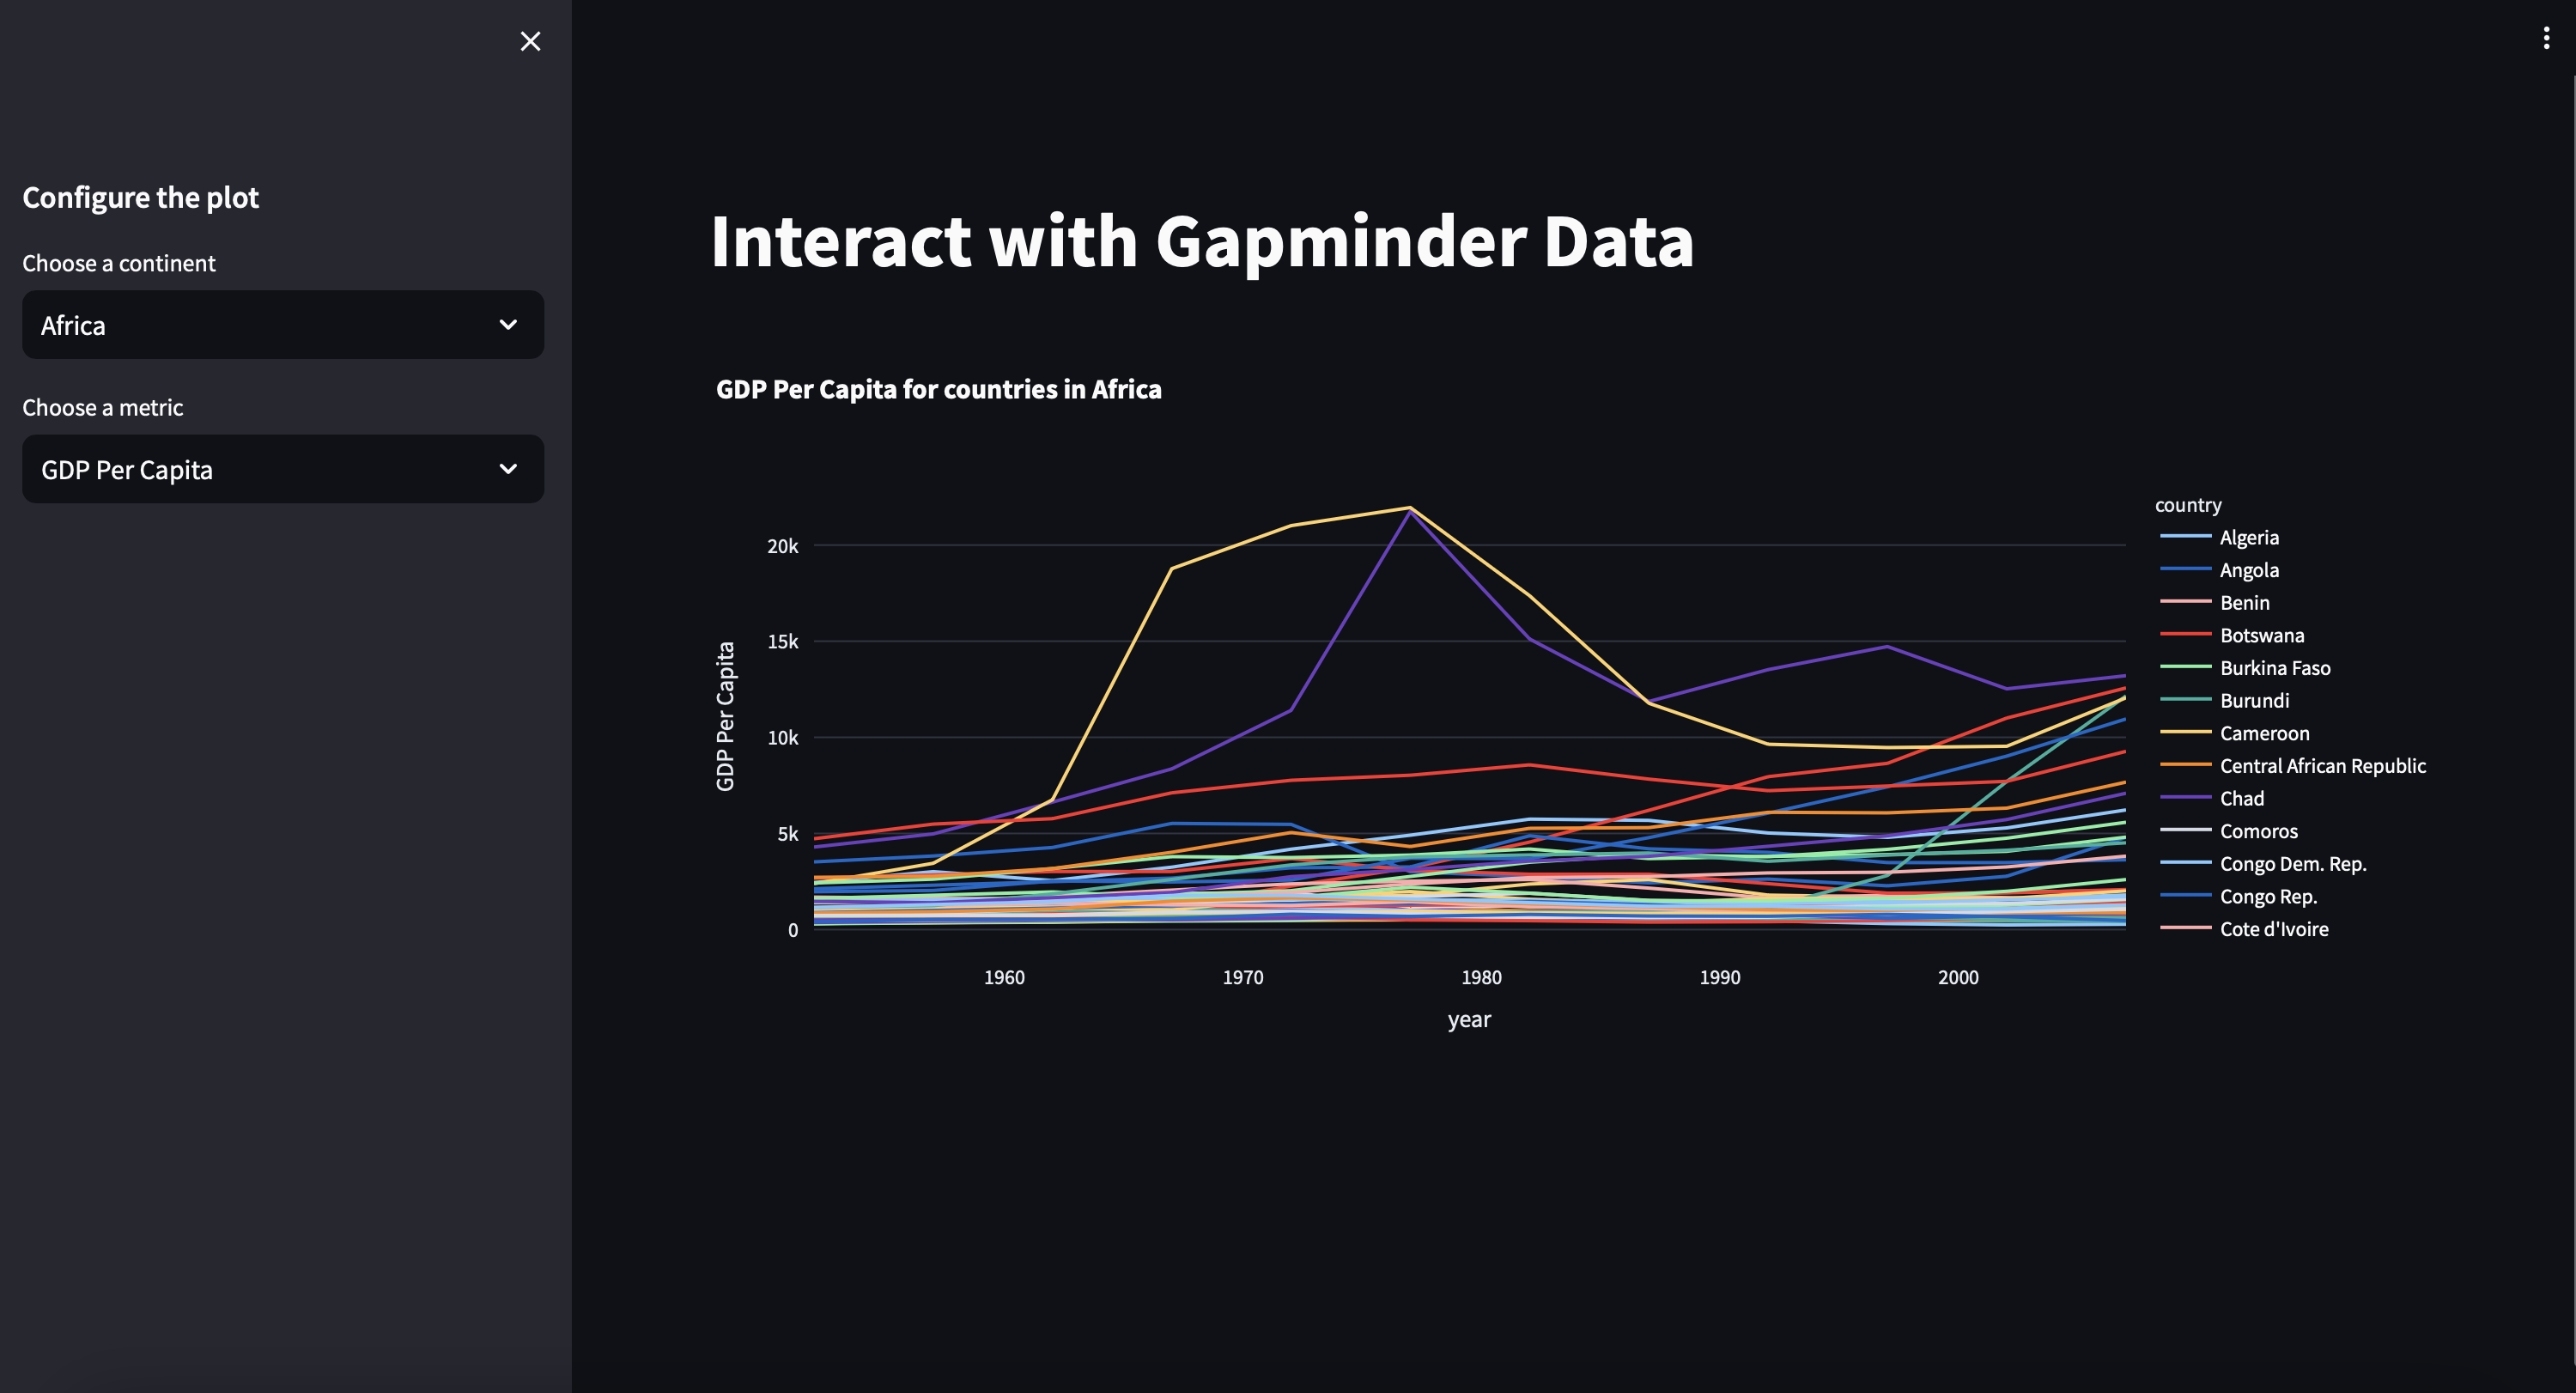 Configure the plot
Choose a continent
Africa
Choose a metric
GDP Per Capita
Interact with Gapminder Data
GDP Per Capita for countries in Africa
GDP Per Capita
20k
15k
10k
5k
0
1960 1970 1980 1990 2000
year
country
Algeria
Angola
Benin
Botswana
Burkina Faso
Burundi
Cameroon
Central African Republic
Chad
Comoros
Congo Dem. Rep.
Congo Rep.
Cote d'Ivoire